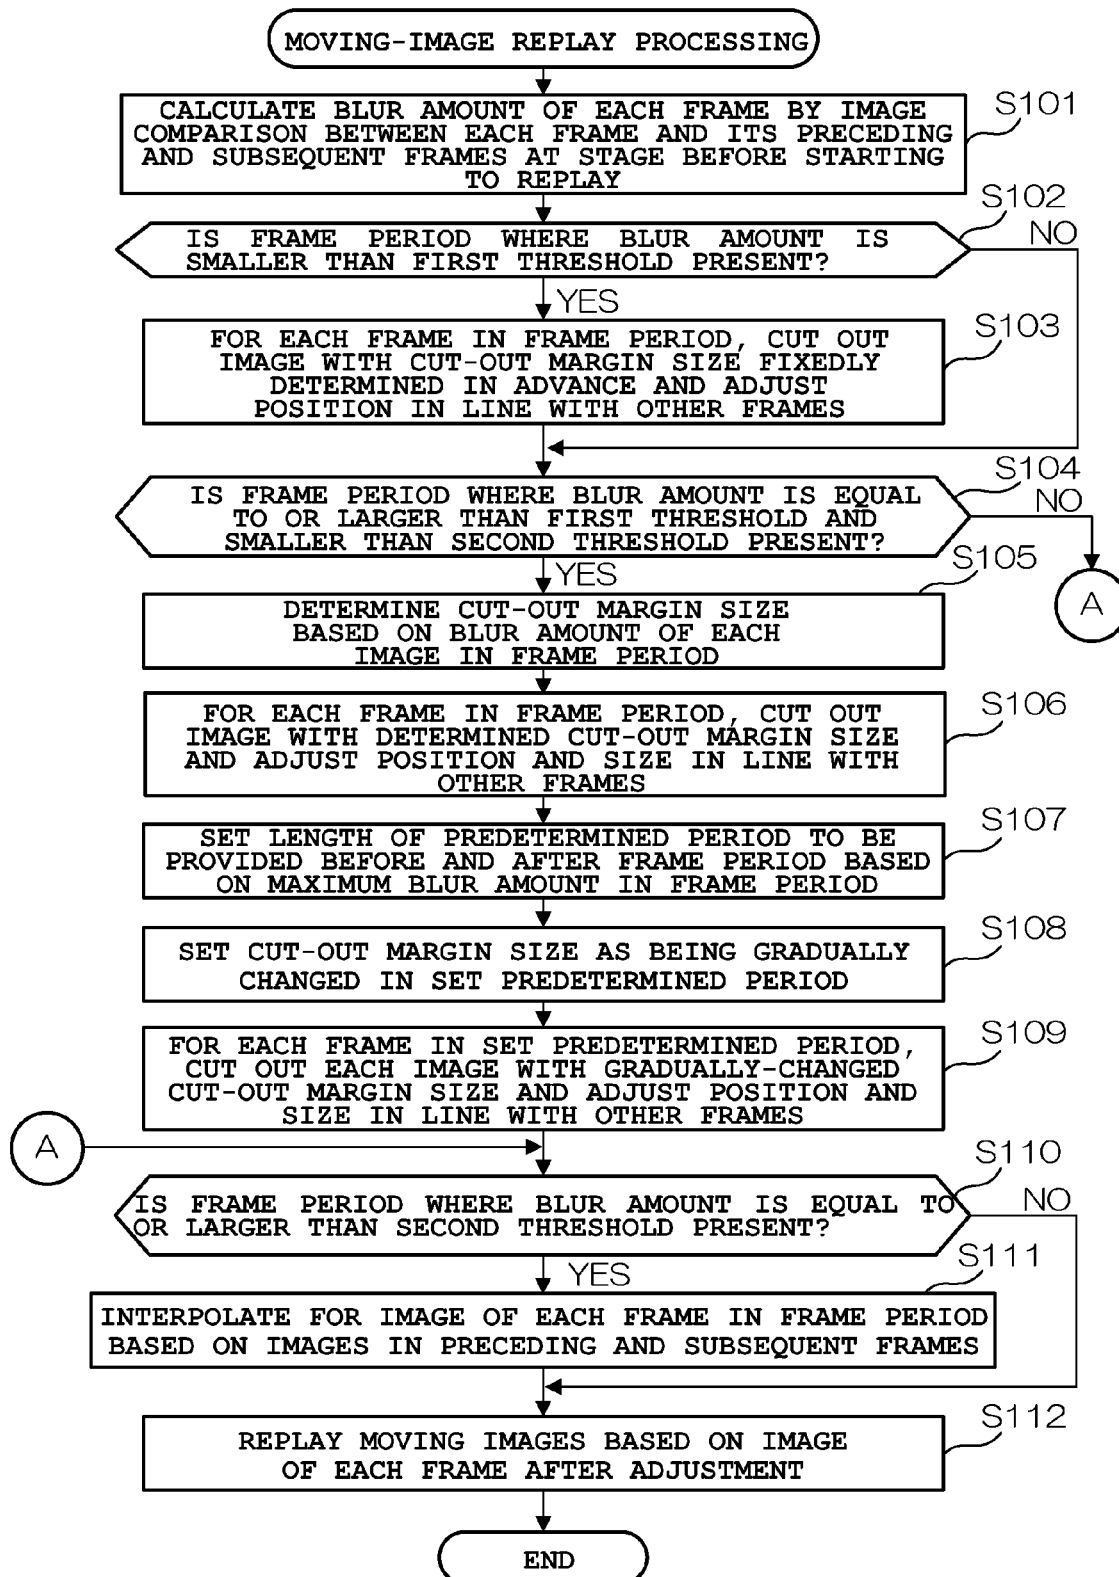 MOVING-IMAGE REPLAY PROCESSING
CALCULATE BLUR AMOUNT OF EACH FRAME BY IMAGE
COMPARISON BETWEEN EACH FRAME AND ITS PRECEDING
AND SUBSEQUENT FRAMES AT STAGE BEFORE STARTING
TO REPLAY
S101
S102
IS FRAME PERIOD WHERE BLUR AMOUNT IS
SMALLER THAN FIRST THRESHOLD PRESENT?
NO
YES
S103
FOR EACH FRAME IN FRAME PERIOD, CUT OUT
IMAGE WITH CUT-OUT MARGIN SIZE FIXEDLY
DETERMINED IN ADVANCE AND ADJUST
POSITION IN LINE WITH OTHER FRAMES
S104
IS FRAME PERIOD WHERE BLUR AMOUNT IS EQUAL
TO OR LARGER THAN FIRST THRESHOLD AND
SMALLER THAN SECOND THRESHOLD PRESENT?
NO
YES
A
S105
DETERMINE CUT-OUT MARGIN SIZE
BASED ON BLUR AMOUNT OF EACH
IMAGE IN FRAME PERIOD
S106
FOR EACH FRAME IN FRAME PERIOD, CUT OUT
IMAGE WITH DETERMINED CUT-OUT MARGIN SIZE
AND ADJUST POSITION AND SIZE IN LINE WITH
OTHER FRAMES
S107
SET LENGTH OF PREDETERMINED PERIOD TO BE
PROVIDED BEFORE AND AFTER FRAME PERIOD BASED
ON MAXIMUM BLUR AMOUNT IN FRAME PERIOD
S108
SET CUT-OUT MARGIN SIZE AS BEING GRADUALLY
CHANGED IN SET PREDETERMINED PERIOD
S109
FOR EACH FRAME IN SET PREDETERMINED PERIOD,
CUT OUT EACH IMAGE WITH GRADUALLY-CHANGED
CUT-OUT MARGIN SIZE AND ADJUST POSITION AND
SIZE IN LINE WITH OTHER FRAMES
A
S110
IS FRAME PERIOD WHERE BLUR AMOUNT IS EQUAL TO
OR LARGER THAN SECOND THRESHOLD PRESENT?
NO
YES
S111
INTERPOLATE FOR IMAGE OF EACH FRAME IN FRAME PERIOD
BASED ON IMAGES IN PRECEDING AND SUBSEQUENT FRAMES
S112
REPLAY MOVING IMAGES BASED ON IMAGE
OF EACH FRAME AFTER ADJUSTMENT
END